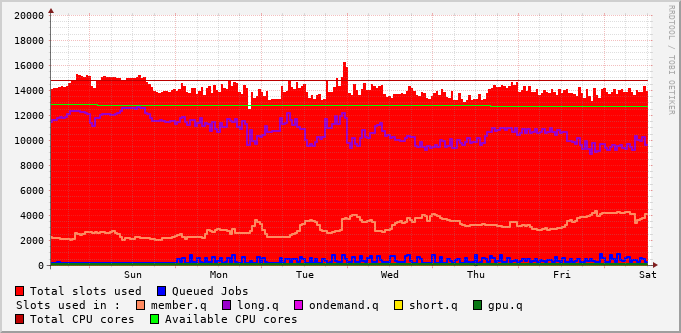 RRDTOOL / TOBI OETIKER
20000
18000
16000
14000
12000
10000
8000
6000
4000
2000
0
Sun Mon Tue Wed Thu Fri Sat
Total slots used Queued Jobs
Slots used in : member.q long.q ondemand.q short.q gpu.q
Total CPU cores Available CPU cores